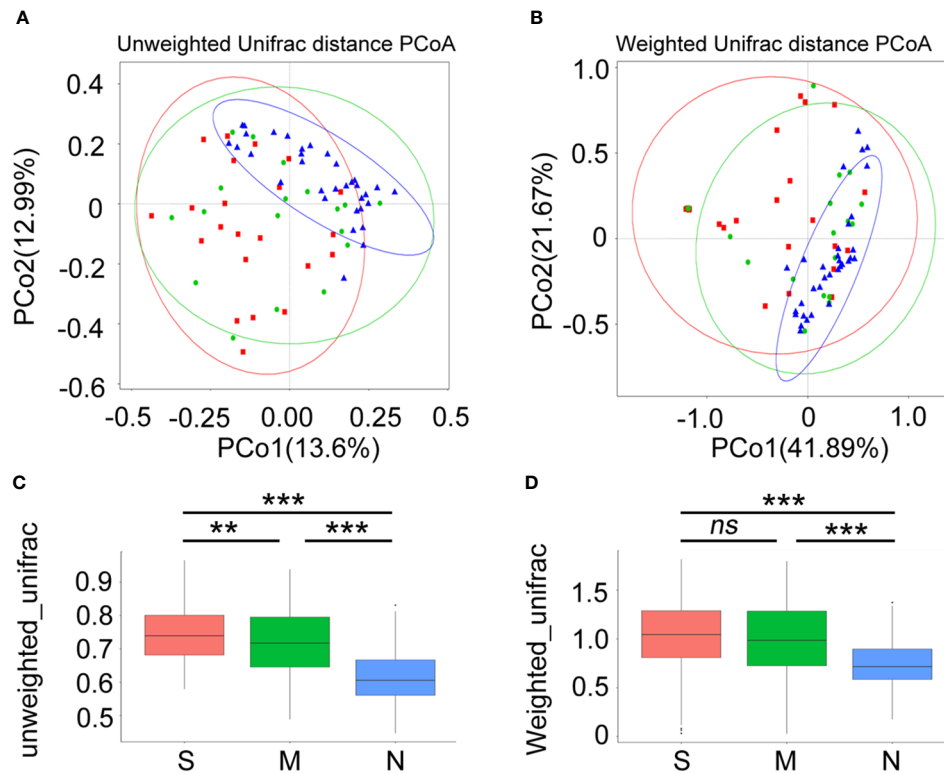 A
Unweighted Unifrac distance PCoA
PCo2(12.99%)
0.4
0.2
0
-0.2
-0.4
-0.6
-0.5
-0.25
0.00
0.25
0.5
PCo1(13.6%)
B
Weighted Unifrac distance PCoA
PCo2(21.67%)
1.0
0.5
0
-0.5
-1.0
0
1.0
PCo1(41.89%)
C
***
**
***
unweighted_unifrac
0.9
0.8
0.7
0.6
0.5
S
M
N
D
***
ns
***
Weighted_unifrac
1.5
1.0
0.5
0
S
M
N